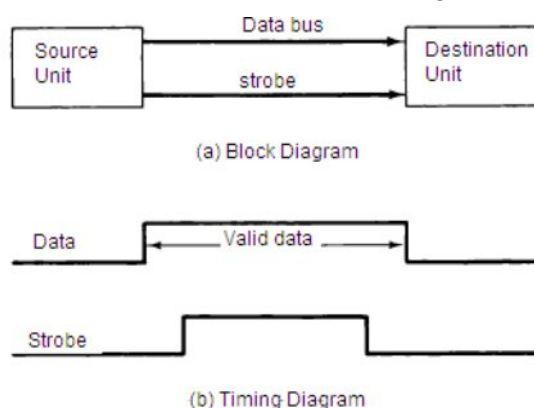 Data bus
Source
Unit
Destination
Unit
strobe
(a) Block Diagram
Data
Valid data
Strobe
(b) Timing Diagram